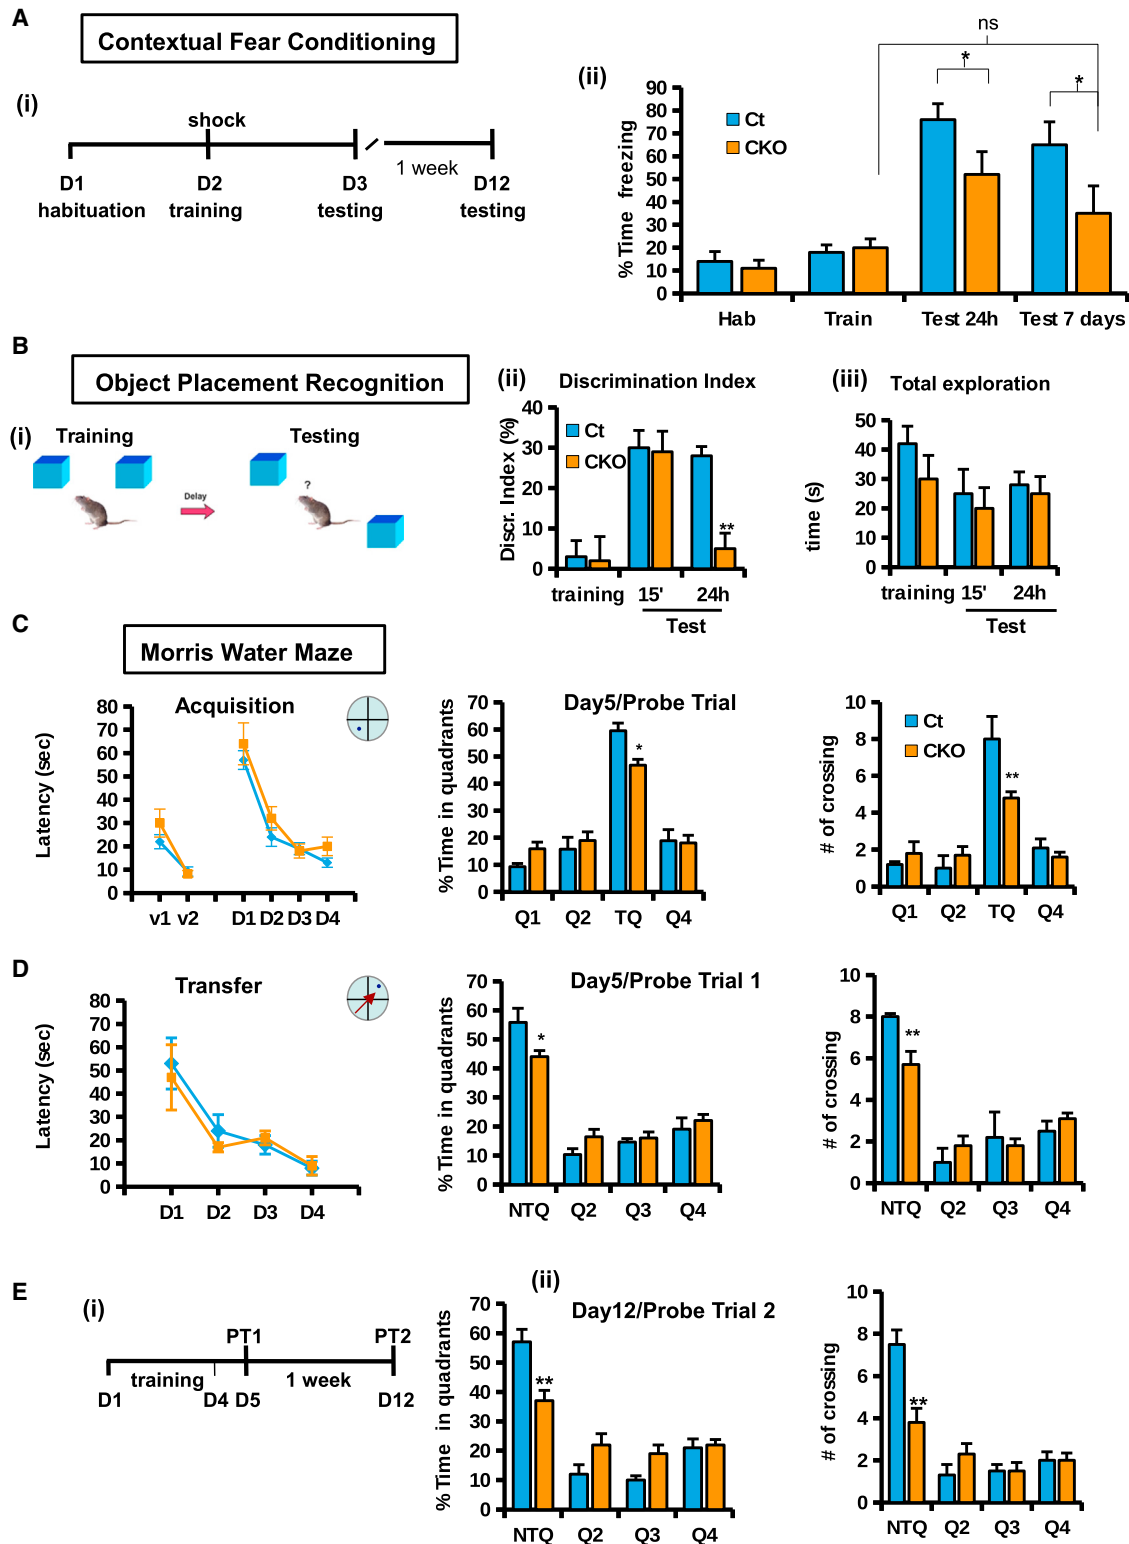 A
Contextual Fear Conditioning
(i)
shock
1 week
D1 D2 D3 D12
habituation training testing testing
(ii)
ns
*
*
% Time freezing
90
80
70
60
50
40
30
20
10
0
Ct
CKO
Hab Train Test 24h Test 7 days
B
Object Placement Recognition
(i)
Training Testing
Delay
?
(ii) Discrimination Index
Discr. Index (%)
40
30
20
10
0
Ct
CKO
**
training 15' 24h
Test
(iii) Total exploration
time (s)
50
40
30
20
10
0
training 15' 24h
Test
C
Morris Water Maze
Acquisition
Latency (sec)
80
70
60
50
40
30
20
10
0
v1 v2 D1 D2 D3 D4
Day5/Probe Trial
% Time in quadrants
70
60
50
40
30
20
10
0
*
Q1 Q2 TQ Q4
# of crossing
10
8
6
4
2
0
Ct
CKO
**
Q1 Q2 TQ Q4
D
Transfer
Latency (sec)
80
70
60
50
40
30
20
10
0
D1 D2 D3 D4
Day5/Probe Trial 1
% Time in quadrants
70
60
50
40
30
20
10
0
*
NTQ Q2 Q3 Q4
# of crossing
10
8
6
4
2
0
**
NTQ Q2 Q3 Q4
E
(i)
PT1 PT2
training 1 week
D1 D4 D5 D12
(ii)
Day12/Probe Trial 2
% Time in quadrants
70
60
50
40
30
20
10
0
**
NTQ Q2 Q3 Q4
# of crossing
10
8
6
4
2
0
**
NTQ Q2 Q3 Q4